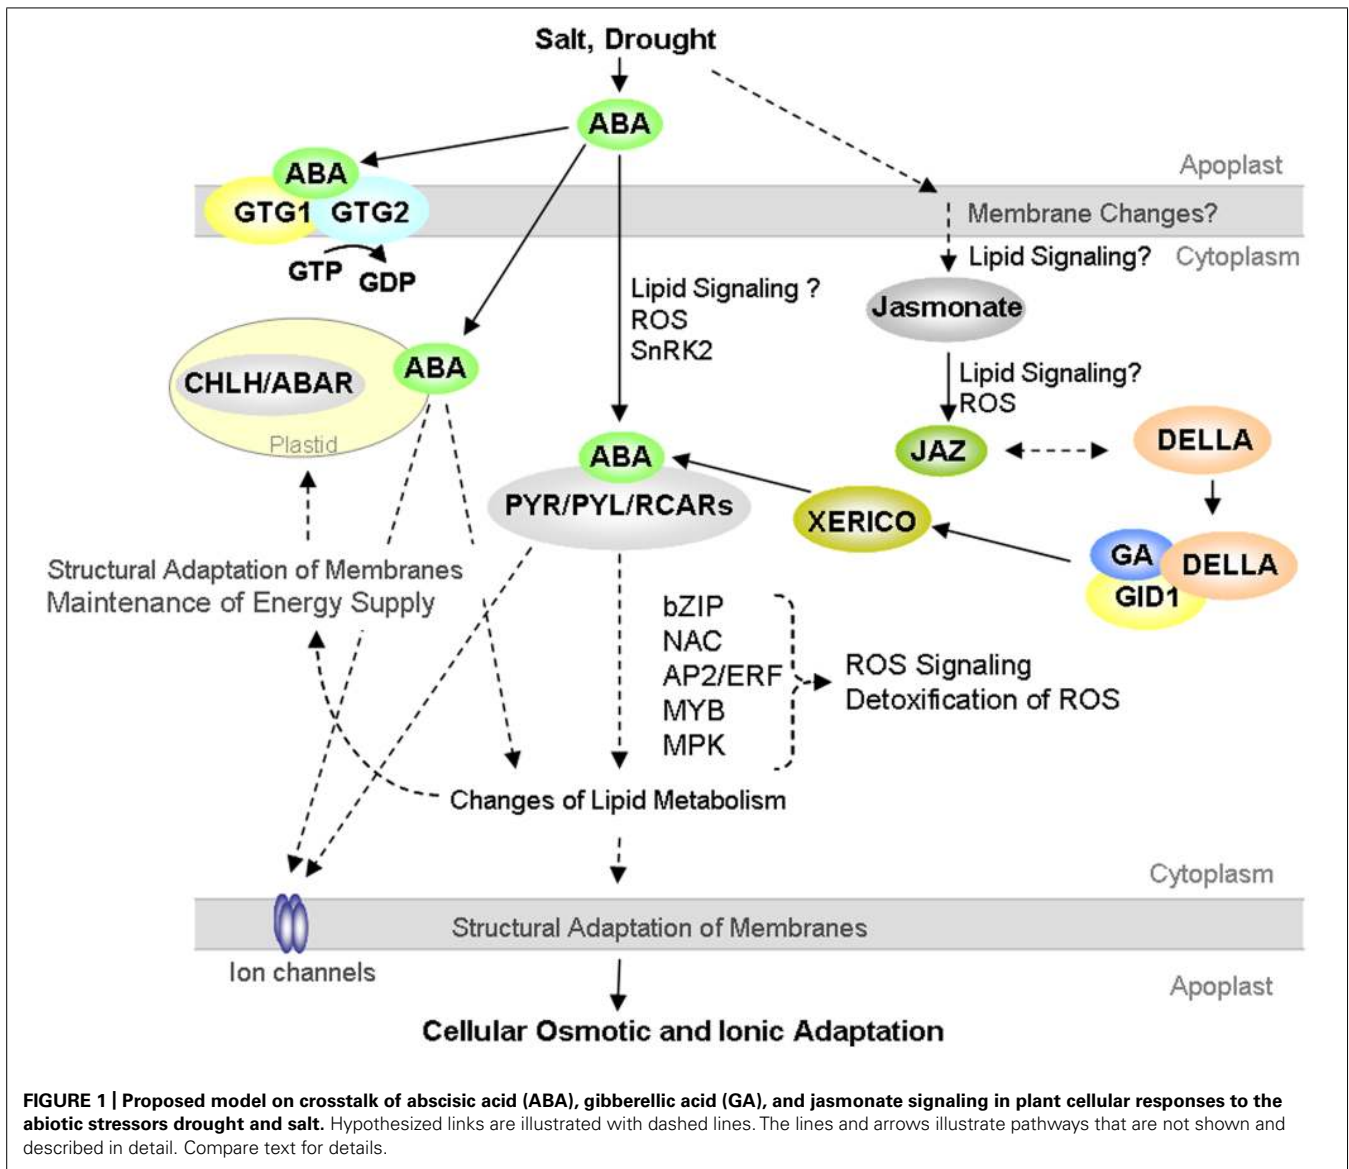 Salt, Drought
ABA
Apoplast
ABA
GTG1 GTG2
Membrane Changes?
GTP GDP
Lipid Signaling?
Cytoplasm
Lipid Signaling ?
ROS
SnRK2
Jasmonate
ABA
CHLH/ABAR
Plastid
Lipid Signaling?
ROS
JAZ
DELLA
ABA
PYR/PYL/RCARs
XERICO
GA
DELLA
GID1
Structural Adaptation of Membranes
Maintenance of Energy Supply
bZIP
NAC
AP2/ERF
MYB
MPK
ROS Signaling
Detoxification of ROS
Changes of Lipid Metabolism
Cytoplasm
Structural Adaptation of Membranes
Ion channels
Apoplast
Cellular Osmotic and Ionic Adaptation
FIGURE 1 | Proposed model on crosstalk of abscisic acid (ABA), gibberellic acid (GA), and jasmonate signaling in plant cellular responses to the
abiotic stressors drought and salt. Hypothesized links are illustrated with dashed lines. The lines and arrows illustrate pathways that are not shown and
described in detail. Compare text for details.